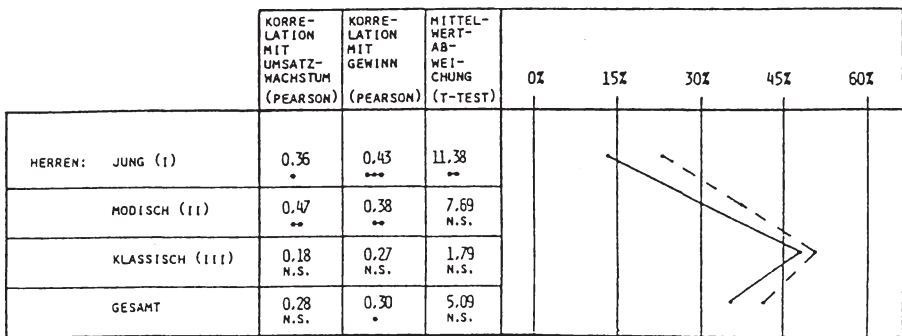 KORRE-
LATION
MIT
UMSATZ-
WACHSTUM
(PEARSON)
KORRE-
LATION
MIT
GEWINN
(PEARSON)
MITTEL-
WERT-
AB-
WEI-
CHUNG
(T-TEST)
0% 15% 30% 45% 60%
HERREN: JUNG (I) 0.36 0.43 11.38
• ••• ••
MODISCH (II) 0.47 0.38 7.69
•• •• N.S.
KLASSISCH (III) 0.18 0.27 1.79
N.S. N.S. N.S.
GESAMT 0.28 0.30 5.09
N.S. • N.S.